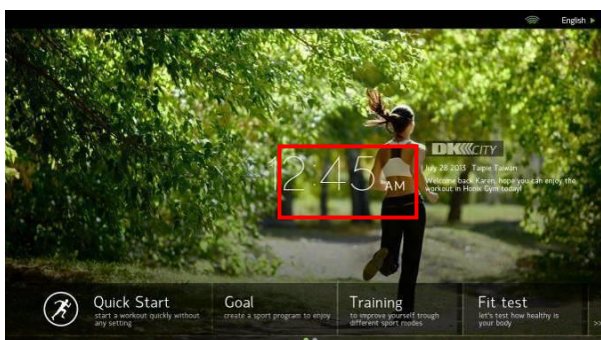 English
12:45 AM
DK CITY
July 28 2013 Taipie Taiwan
Welcome back Karen, hope you can enjoy the
workout in Honix Gym today!
Quick Start
start a workout quickly without
any setting
Goal
create a sport program to enjoy
Training
to improve yourself trough
different sport modes
Fit test
let's test how healthy is
your body
>>